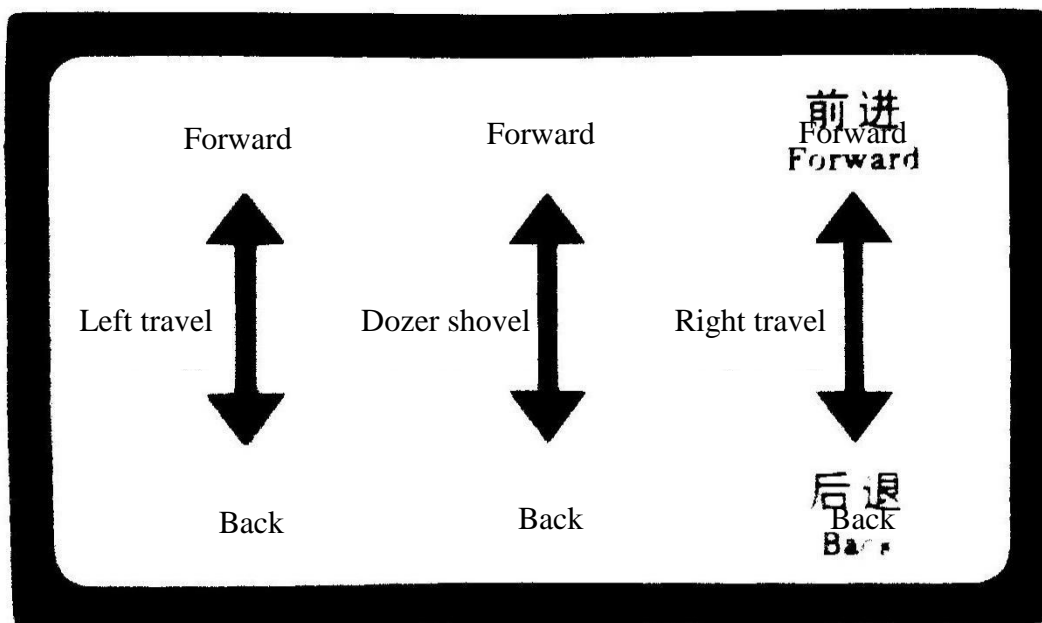 Forward
Forward
前进
Forward
Forward
Left travel
Dozer shovel
Right travel
Back
Back
后退
Back